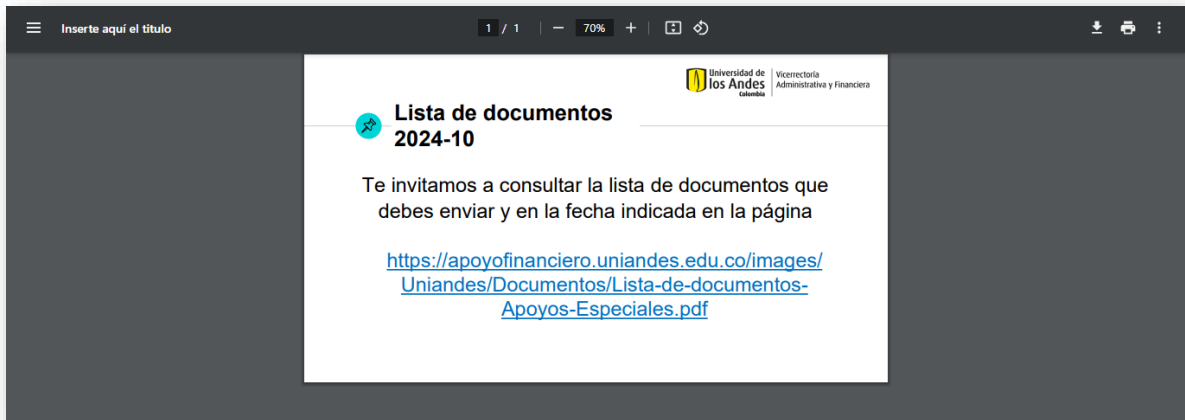 Inserte aquí el titulo
1 / 1
70%
Universidad de
los Andes
Colombia
Vicerrectoría
Administrativa y Financiera
Lista de documentos
2024-10
Te invitamos a consultar la lista de documentos que
debes enviar y en la fecha indicada en la página
https://apoyofinanciero.uniandes.edu.co/images/
Uniandes/Documentos/Lista-de-documentos-
Apoyos-Especiales.pdf